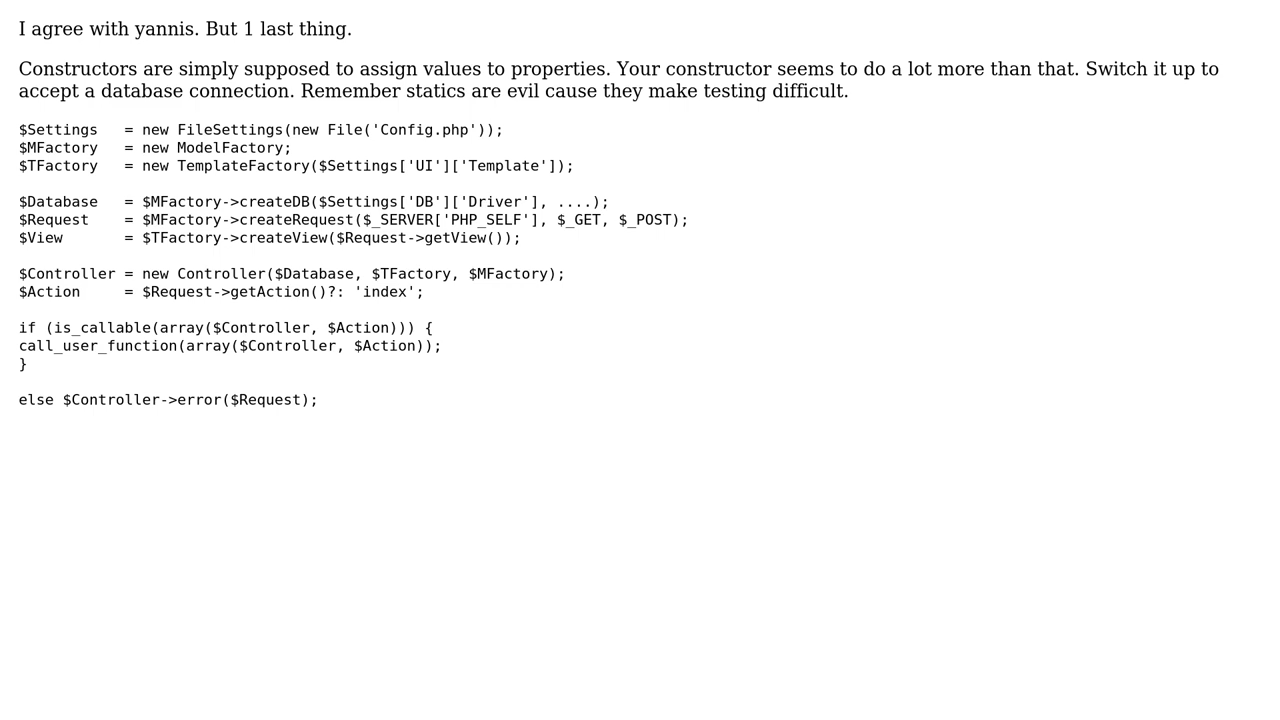 I agree with yannis. But 1 last thing.
Constructors are simply supposed to assign values to properties. Your constructor seems to do a lot more than that. Switch it up to
accept a database connection. Remember statics are evil cause they make testing difficult.
$Settings   = new FileSettings(new File('Config.php'));
$MFactory   = new ModelFactory;
$TFactory   = new TemplateFactory($Settings['UI']['Template']);
$Database   = $MFactory->createDB($Settings['DB']['Driver'], ....);
$Request    = $MFactory->createRequest($_SERVER['PHP_SELF'], $_GET, $_POST);
$View       = $TFactory->createView($Request->getView());
$Controller = new Controller($Database, $TFactory, $MFactory);
$Action     = $Request->getAction()?: 'index';
if (is_callable(array($Controller, $Action))) {
call_user_function(array($Controller, $Action));
}
else $Controller->error($Request);